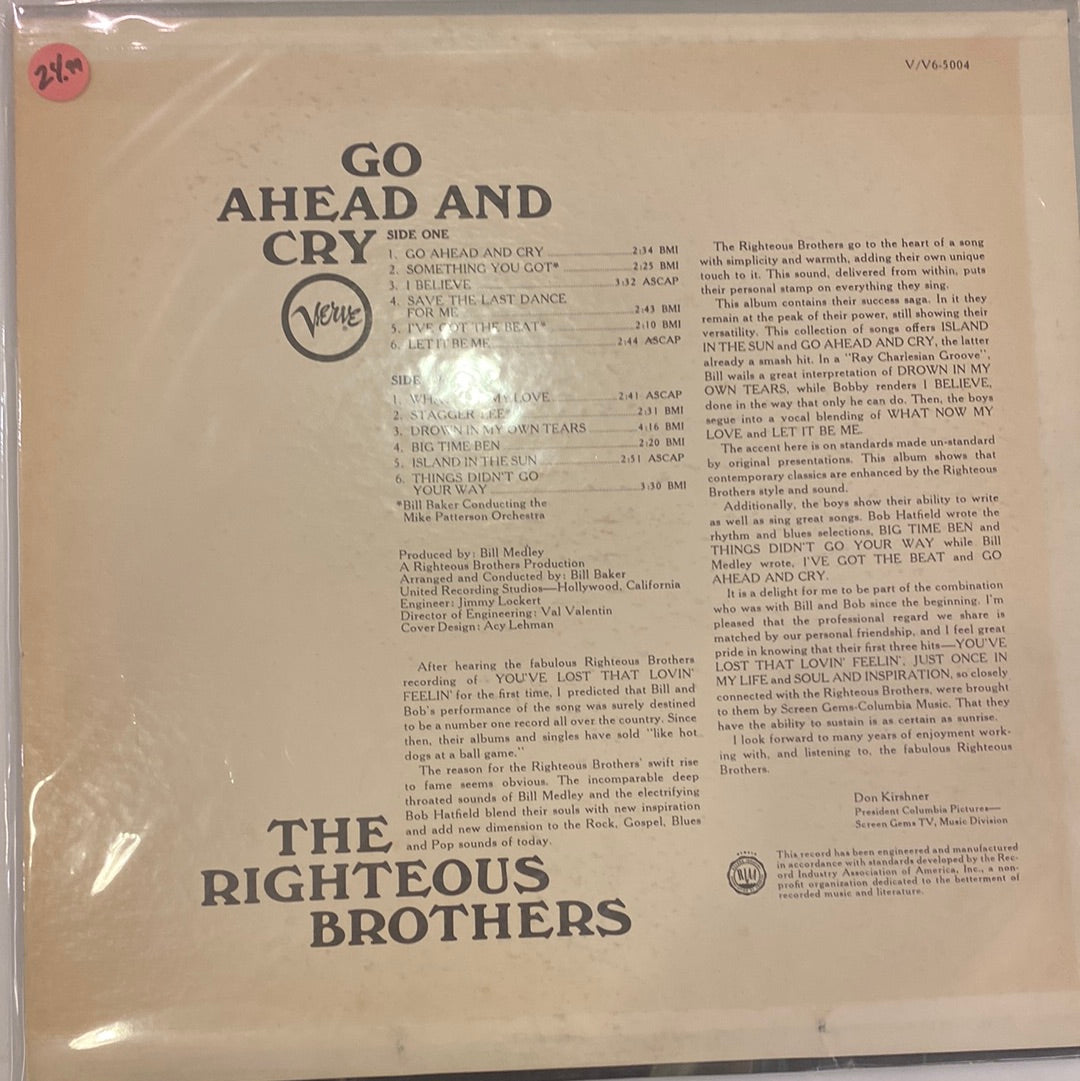 24.99
V/V6-5004
GO
AHEAD AND
CRY
Verve
SIDE ONE
1. GO AHEAD AND CRY 2:34 BMI
2. SOMETHING YOU GOT* 2:25 BMI
3. I BELIEVE 3:32 ASCAP
4. SAVE THE LAST DANCE
FOR ME 2:43 BMI
5. I'VE GOT THE BEAT* 2:10 BMI
6. LET IT BE ME 2:44 ASCAP
SIDE
1. MY LOVE 2:41 ASCAP
2. STAGGER LEE* 2:31 BMI
3. DROWN IN MY OWN TEARS 4:16 BMI
4. BIG TIME BEN 2:20 BMI
5. ISLAND IN THE SUN 2:51 ASCAP
6. THINGS DIDN'T GO
YOUR WAY 3:30 BMI
*Bill Baker Conducting the
Mike Patterson Orchestra
Produced by: Bill Medley
A Righteous Brothers Production
Arranged and Conducted by: Bill Baker
United Recording Studios—Hollywood, California
Engineer: Jimmy Lockert
Director of Engineering: Val Valentin
Cover Design: Acy Lehman
After hearing the fabulous Righteous Brothers
recording of YOU'VE LOST THAT LOVIN'
FEELIN' for the first time, I predicted that Bill and
Bob's performance of the song was surely destined
to be a number one record all over the country. Since
then, their albums and singles have sold "like hot
dogs at a ball game."
The reason for the Righteous Brothers' swift rise
to fame seems obvious. The incomparable deep
throated sounds of Bill Medley and the electrifying
Bob Hatfield blend their souls with new inspiration
and add new dimension to the Rock, Gospel, Blues
and Pop sounds of today.
The Righteous Brothers go to the heart of a song
with simplicity and warmth, adding their own unique
touch to it. This sound, delivered from within, puts
their personal stamp on everything they sing.
This album contains their success saga. In it they
remain at the peak of their power, still showing their
versatility. This collection of songs offers ISLAND
IN THE SUN and GO AHEAD AND CRY, the latter
already a smash hit. In a "Ray Charlesian Groove",
Bill wails a great interpretation of DROWN IN MY
OWN TEARS, while Bobby renders I BELIEVE,
done in the way that only he can do. Then, the boys
segue into a vocal blending of WHAT NOW MY
LOVE and LET IT BE ME.
The accent here is on standards made un-standard
by original presentations. This album shows that
contemporary classics are enhanced by the Righteous
Brothers style and sound.
Additionally, the boys show their ability to write
as well as sing great songs. Bob Hatfield wrote the
rhythm and blues selections, BIG TIME BEN and
THINGS DIDN'T GO YOUR WAY while Bill
Medley wrote, I'VE GOT THE BEAT and GO
AHEAD AND CRY.
It is a delight for me to be part of the combination
who was with Bill and Bob since the beginning. I'm
pleased that the professional regard we share is
matched by our personal friendship, and I feel great
pride in knowing that their first three hits—YOU'VE
LOST THAT LOVIN' FEELIN', JUST ONCE IN
MY LIFE and SOUL AND INSPIRATION, so closely
connected with the Righteous Brothers, were brought
to them by Screen Gems-Columbia Music. That they
have the ability to sustain is as certain as sunrise.
I look forward to many years of enjoyment work-
ing with, and listening to, the fabulous Righteous
Brothers.
Don Kirshner
President Columbia Pictures—
Screen Gems TV, Music Division
THE
RIGHTEOUS
BROTHERS
RIAA
This record has been engineered and manufactured
in accordance with standards developed by the Rec-
ord Industry Association of America, Inc., a non-
profit organization dedicated to the betterment of
recorded music and literature.